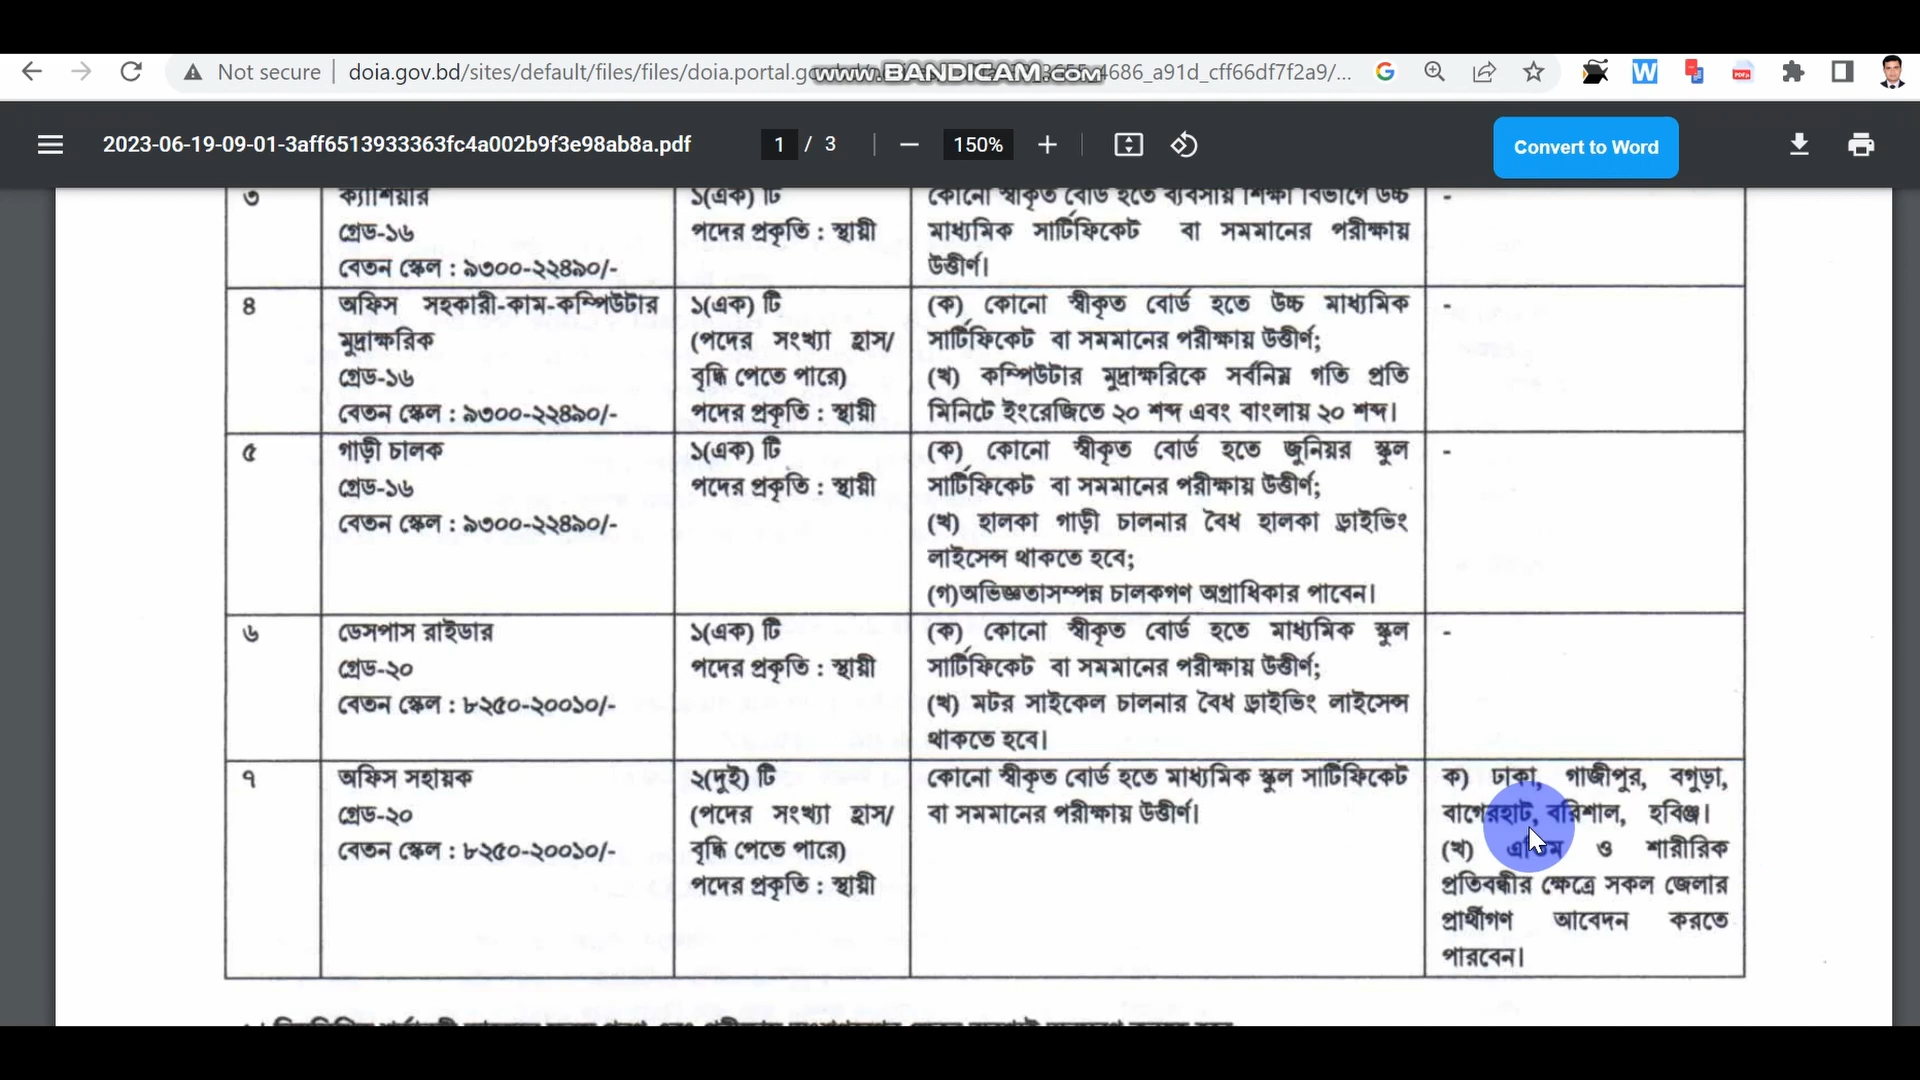 www.BANDICAM.com
Not secure
doia.gov.bd/sites/default/files/files/doia.portal.go
4686_a91d_cff66df7f2a9/...
2023-06-19-09-01-3aff6513933363fc4a002b9f3e98ab8a.pdf
1 / 3
150%
Convert to Word
৩
ক্যাশিয়ার
গ্রেড-১৬
বেতন স্কেল : ৯৩০০-২২৪৯০/-
১(এক) টি
পদের প্রকৃতি : স্থায়ী
কোনো স্বীকৃত বোর্ড হতে ব্যবসায় শিক্ষা বিভাগে উচ্চ
মাধ্যমিক সার্টিফিকেট বা সমমানের পরীক্ষায়
উত্তীর্ণ।
-
৪
অফিস সহকারী-কাম-কম্পিউটার
মুদ্রাক্ষরিক
গ্রেড-১৬
বেতন স্কেল : ৯৩০০-২২৪৯০/-
১(এক) টি
(পদের সংখ্যা হ্রাস/
বৃদ্ধি পেতে পারে)
পদের প্রকৃতি : স্থায়ী
(ক) কোনো স্বীকৃত বোর্ড হতে উচ্চ মাধ্যমিক
সার্টিফিকেট বা সমমানের পরীক্ষায় উত্তীর্ণ;
(খ) কম্পিউটার মুদ্রাক্ষরিকে সর্বনিম্ন গতি প্রতি
মিনিটে ইংরেজিতে ২০ শব্দ এবং বাংলায় ২০ শব্দ।
-
৫
গাড়ী চালক
গ্রেড-১৬
বেতন স্কেল : ৯৩০০-২২৪৯০/-
১(এক) টি
পদের প্রকৃতি : স্থায়ী
(ক) কোনো স্বীকৃত বোর্ড হতে জুনিয়র স্কুল
সার্টিফিকেট বা সমমানের পরীক্ষায় উত্তীর্ণ;
(খ) হালকা গাড়ী চালনার বৈধ হালকা ড্রাইভিং
লাইসেন্স থাকতে হবে;
(গ)অভিজ্ঞতাসম্পন্ন চালকগণ অগ্রাধিকার পাবেন।
-
৬
ডেসপাস রাইডার
গ্রেড-২০
বেতন স্কেল : ৮২৫০-২০০১০/-
১(এক) টি
পদের প্রকৃতি : স্থায়ী
(ক) কোনো স্বীকৃত বোর্ড হতে মাধ্যমিক স্কুল
সার্টিফিকেট বা সমমানের পরীক্ষায় উত্তীর্ণ;
(খ) মটর সাইকেল চালনার বৈধ ড্রাইভিং লাইসেন্স
থাকতে হবে।
-
৭
অফিস সহায়ক
গ্রেড-২০
বেতন স্কেল : ৮২৫০-২০০১০/-
২(দুই) টি
(পদের সংখ্যা হ্রাস/
বৃদ্ধি পেতে পারে)
পদের প্রকৃতি : স্থায়ী
কোনো স্বীকৃত বোর্ড হতে মাধ্যমিক স্কুল সার্টিফিকেট
বা সমমানের পরীক্ষায় উত্তীর্ণ।
ক) ঢাকা, গাজীপুর, বগুড়া,
বাগেরহাট, বরিশাল, হবিঞ্জ।
(খ) এতিম ও শারীরিক
প্রতিবন্ধীর ক্ষেত্রে সকল জেলার
প্রার্থীগণ আবেদন করতে
পারবেন।